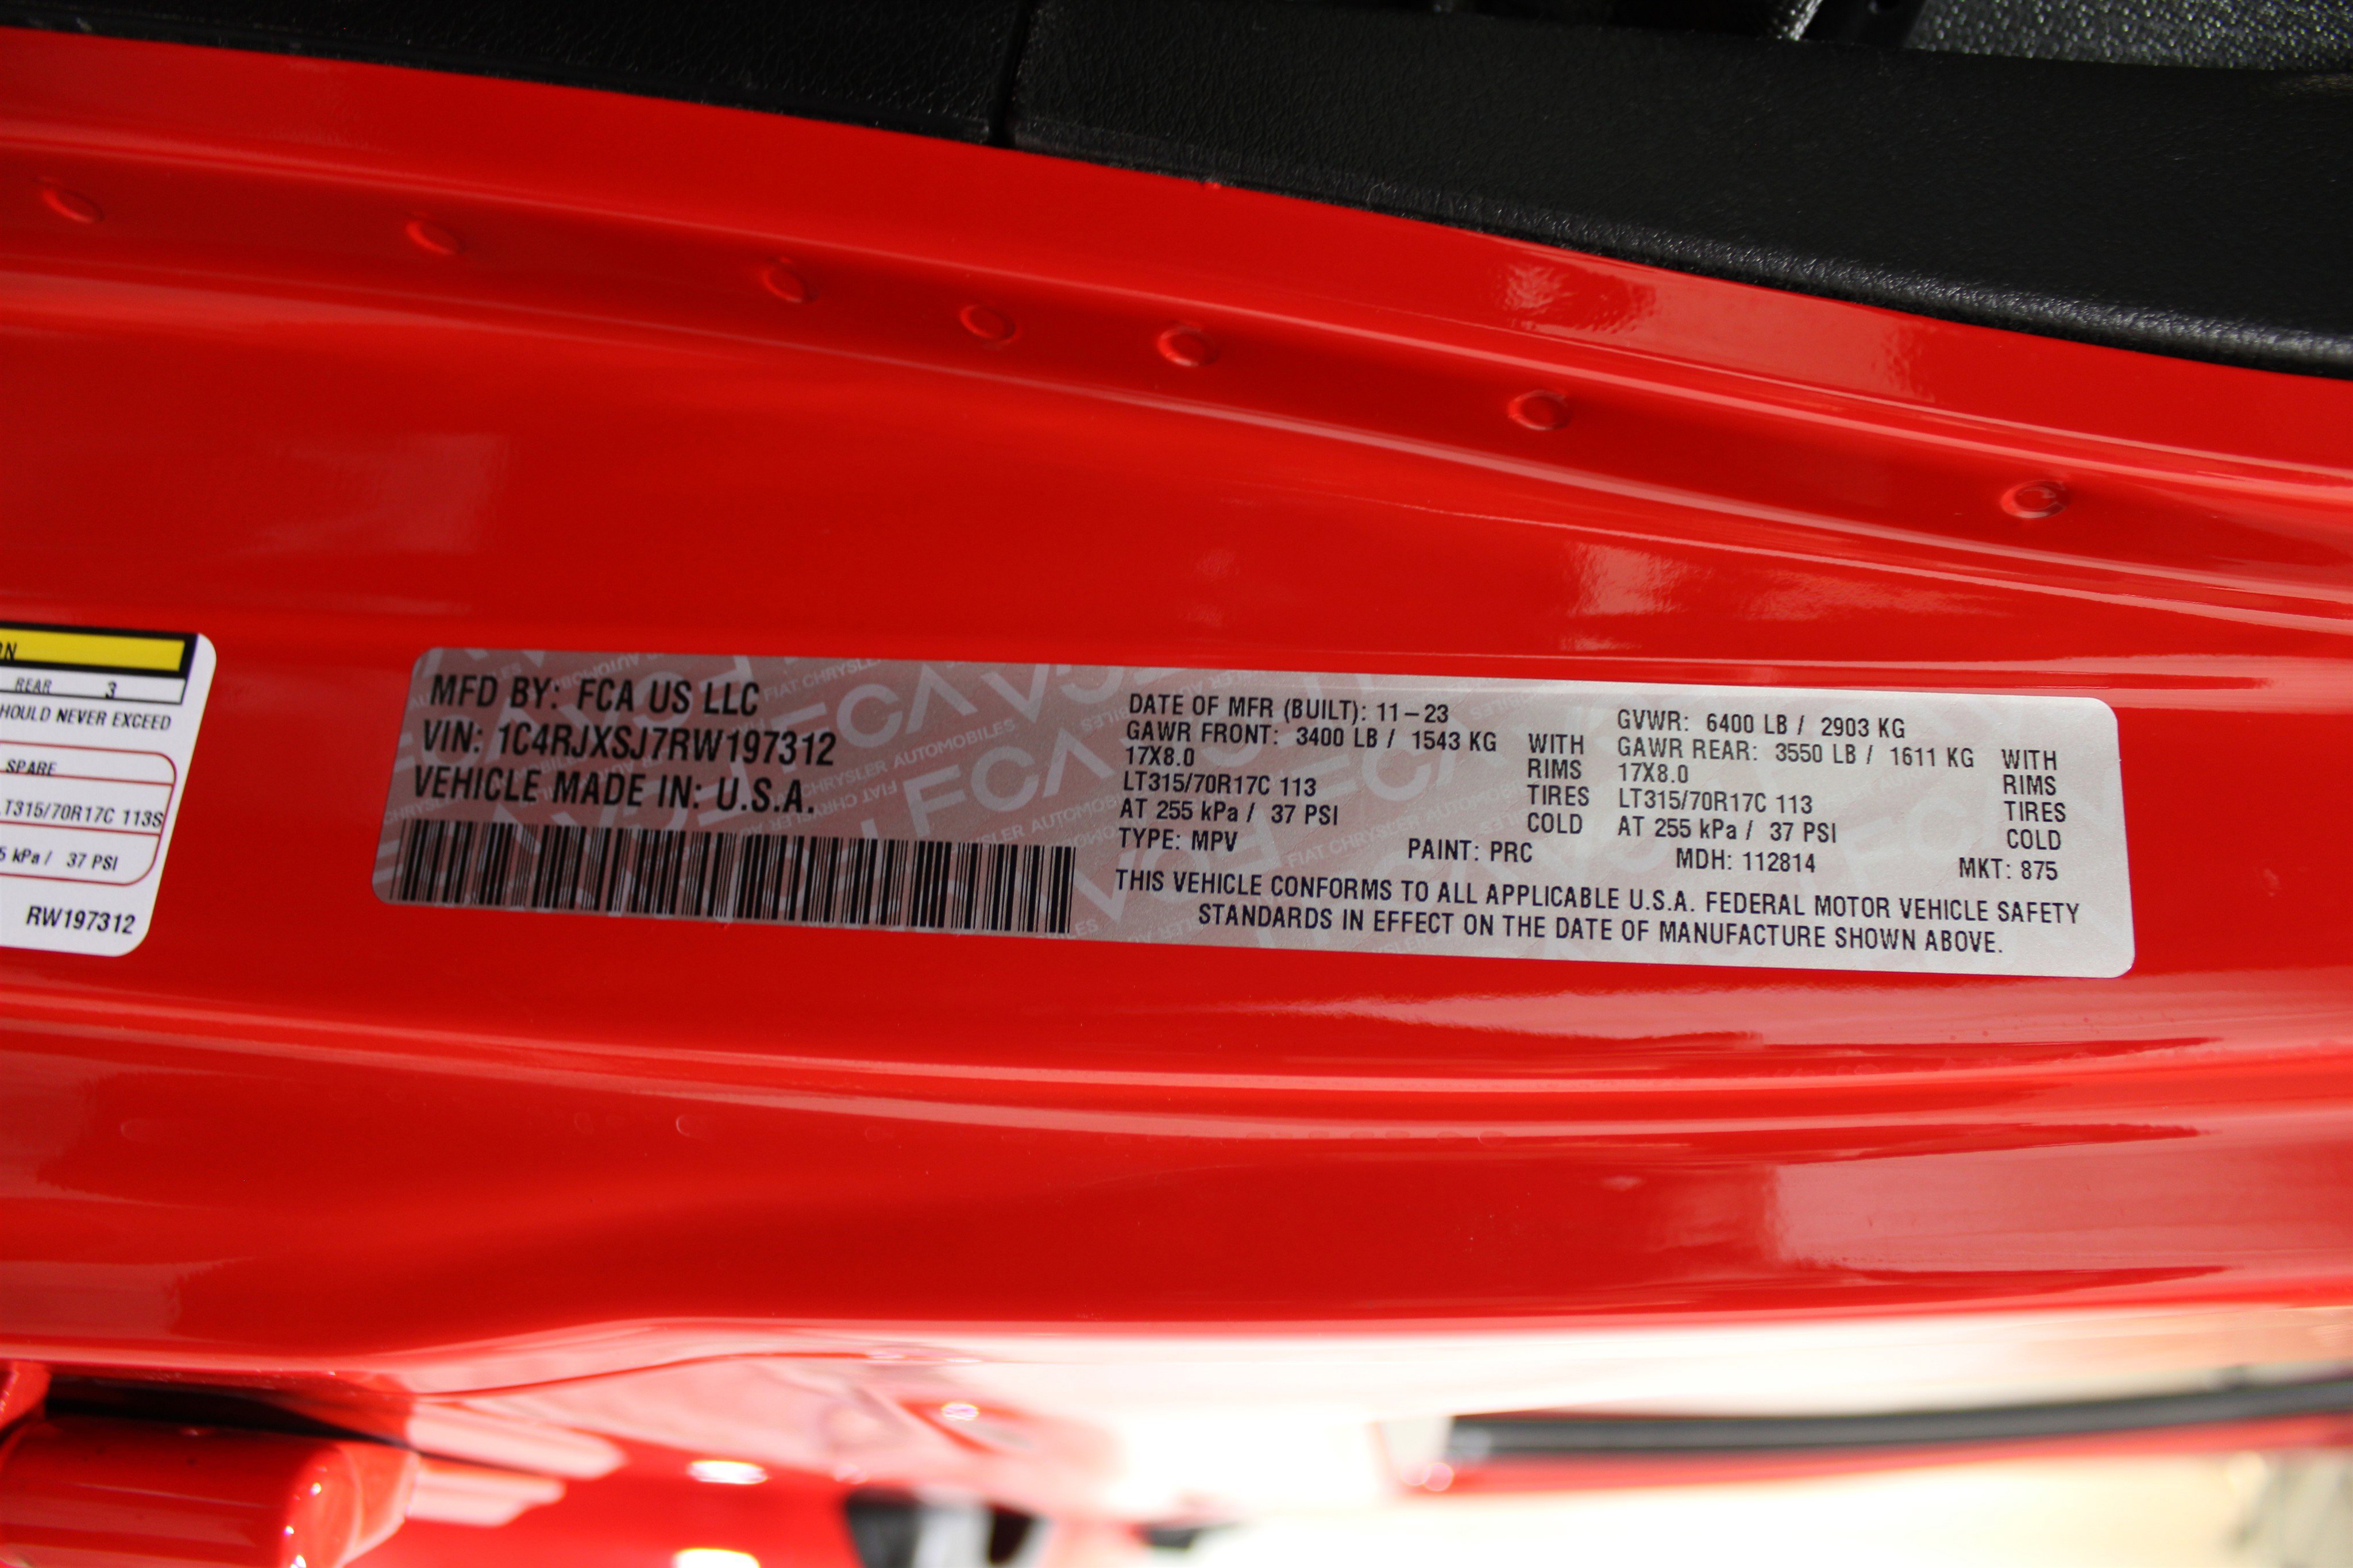 ON
REAR 3
HOULD NEVER EXCEED
SPARE
LT315/70R17C 113S
5 kPa / 37 PSI
RW197312
MFD BY: FCA US LLC
VIN: 1C4RJXSJ7RW197312
VEHICLE MADE IN: U.S.A.
DATE OF MFR (BUILT): 11-23
GAWR FRONT: 3400 LB / 1543 KG WITH
17X8.0 RIMS
LT315/70R17C 113 TIRES
AT 255 kPa / 37 PSI COLD
GVWR: 6400 LB / 2903 KG
GAWR REAR: 3550 LB / 1611 KG WITH
17X8.0 RIMS
LT315/70R17C 113 TIRES
AT 255 kPa / 37 PSI COLD
TYPE: MPV PAINT: PRC MDH: 112814 MKT: 875
THIS VEHICLE CONFORMS TO ALL APPLICABLE U.S.A. FEDERAL MOTOR VEHICLE SAFETY
STANDARDS IN EFFECT ON THE DATE OF MANUFACTURE SHOWN ABOVE.